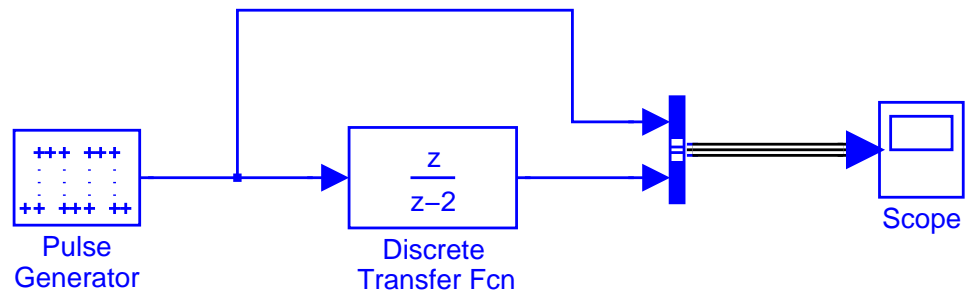 z
z−2
Pulse
Generator
Discrete
Transfer Fcn
Scope